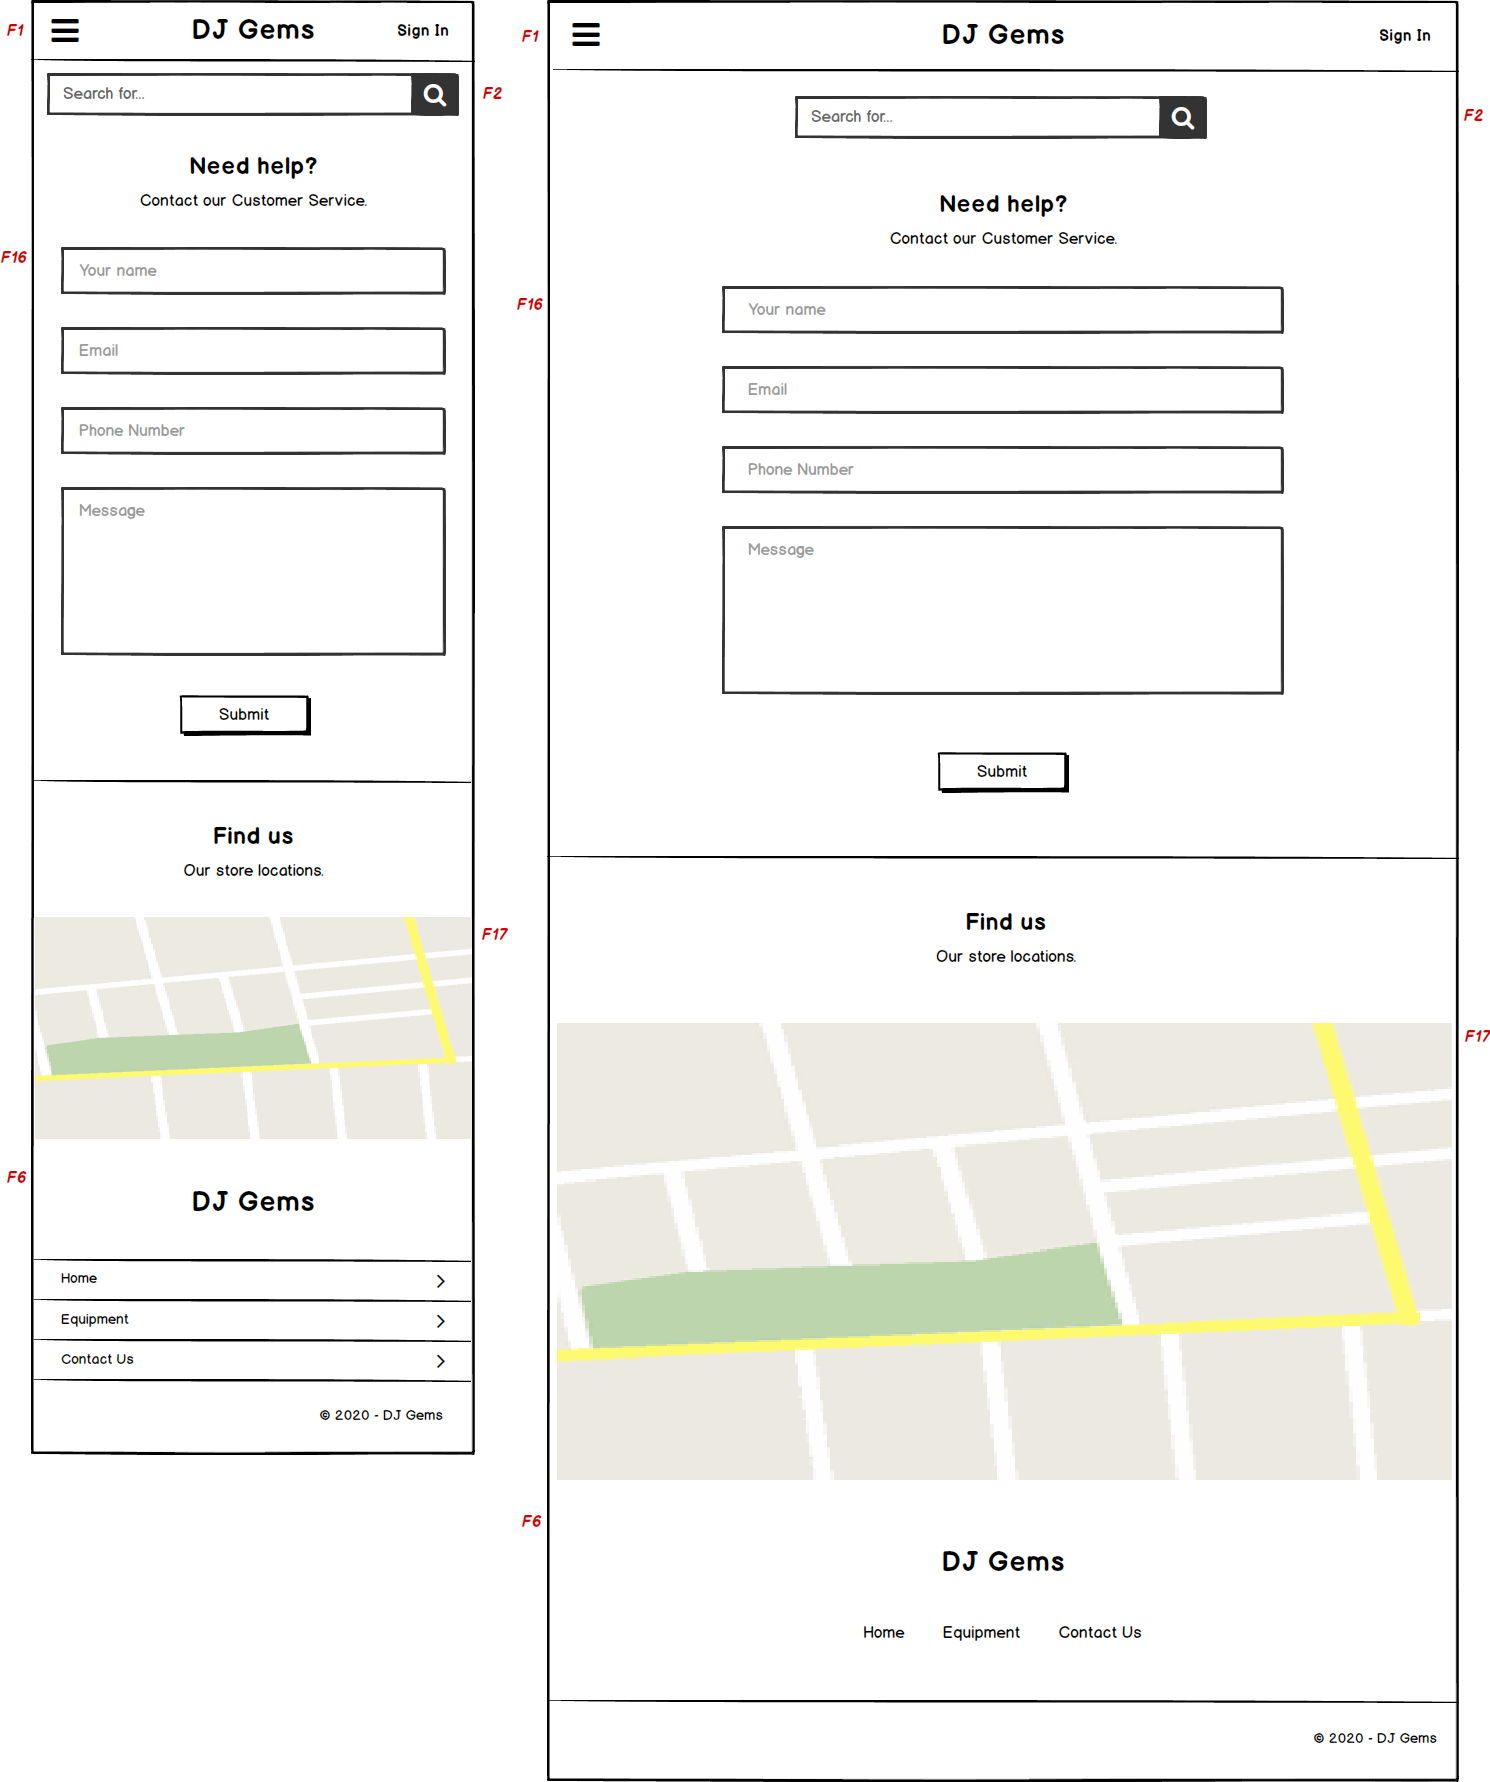 F1
DJ Gems
Sign In
Search for...
F2
Need help?
Contact our Customer Service.
F16
Your name
Email
Phone Number
Message
Submit
Find us
Our store locations.
F17
F6
DJ Gems
Home
Equipment
Contact Us
© 2020 - DJ Gems
F1
DJ Gems
Sign In
Search for...
F2
Need help?
Contact our Customer Service.
F16
Your name
Email
Phone Number
Message
Submit
Find us
Our store locations.
F17
F6
DJ Gems
Home Equipment Contact Us
© 2020 - DJ Gems